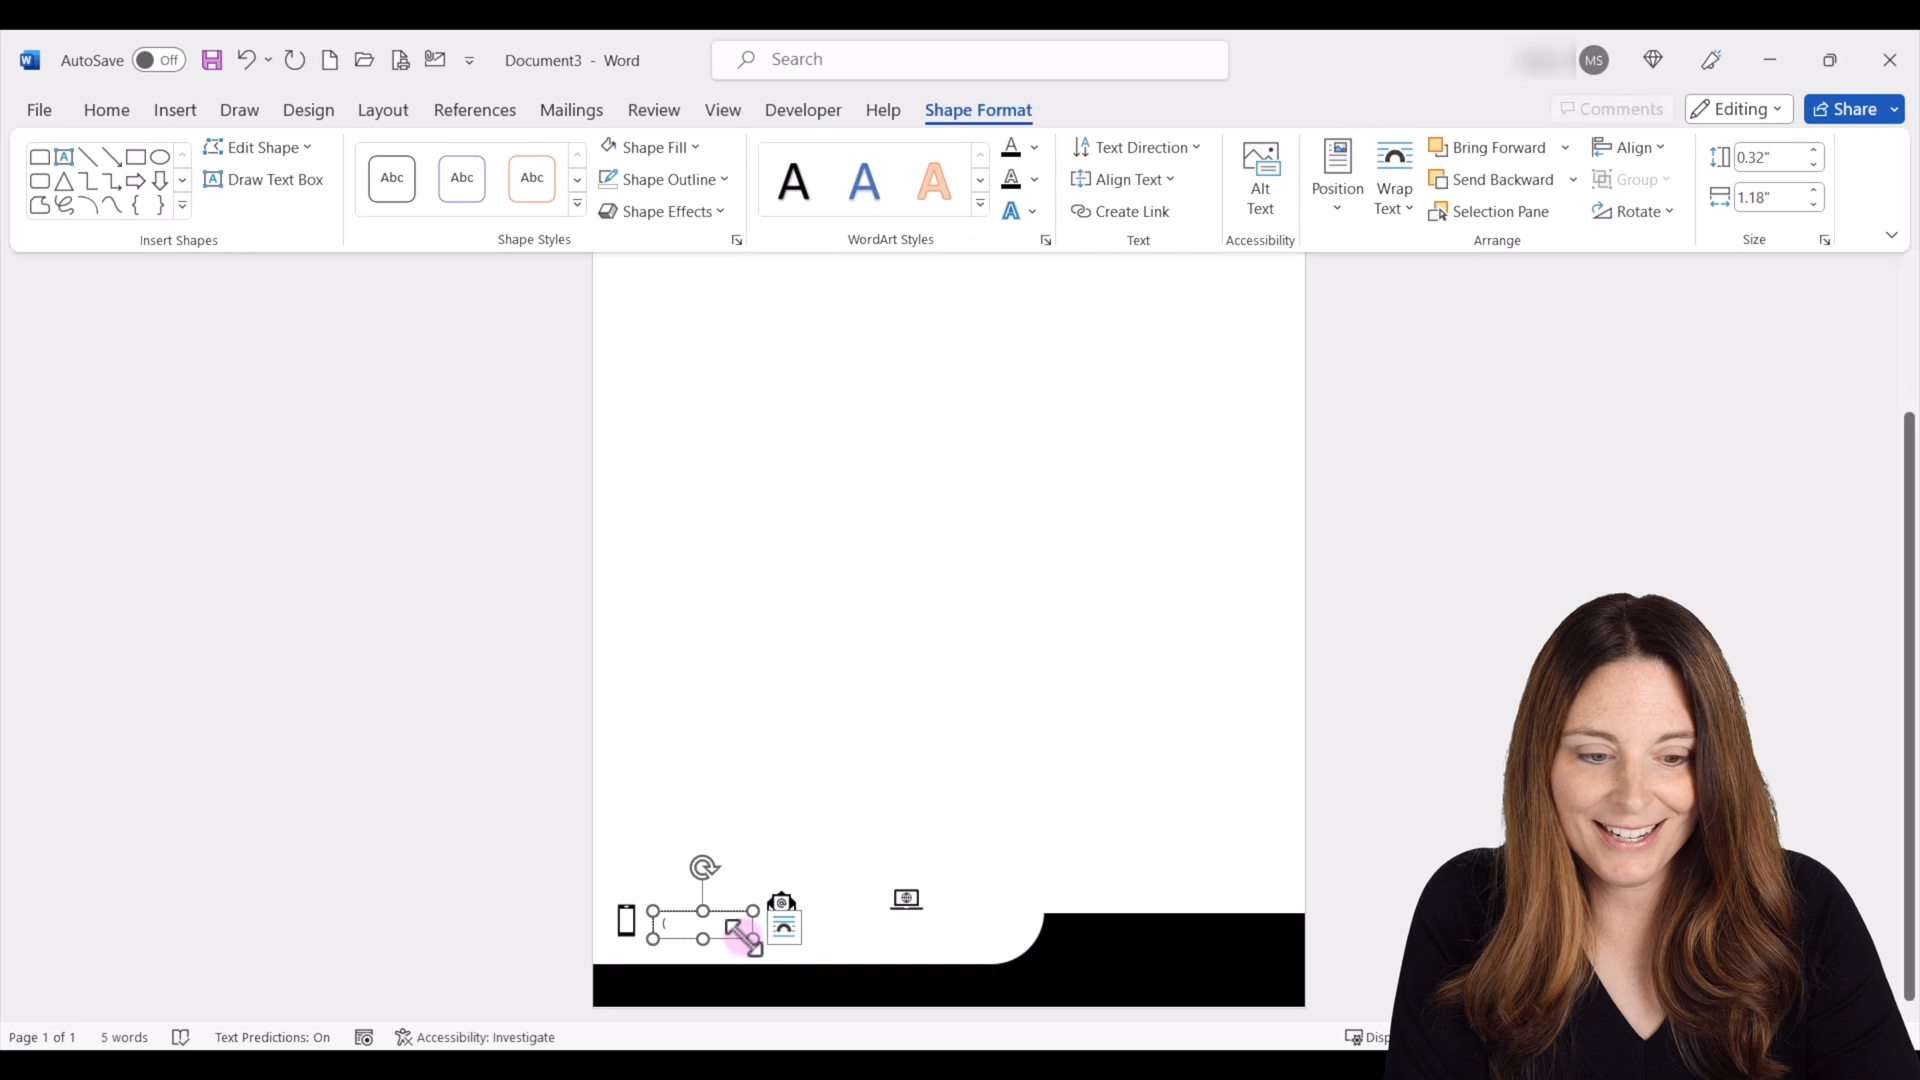 AutoSave Off Document3 - Word Search MS
File Home Insert Draw Design Layout References Mailings Review View Developer Help Shape Format Comments Editing Share
A Edit Shape Abc Abc Abc Shape Fill A A A A Text Direction Bring Forward Align 0.32"
A Draw Text Box Shape Outline A Align Text Alt Text Position Wrap Text Send Backward Group 1.18"
Shape Effects A Create Link Selection Pane Rotate
Insert Shapes Shape Styles WordArt Styles Text Accessibility Arrange Size
@
(
Page 1 of 1 5 words Text Predictions: On Accessibility: Investigate